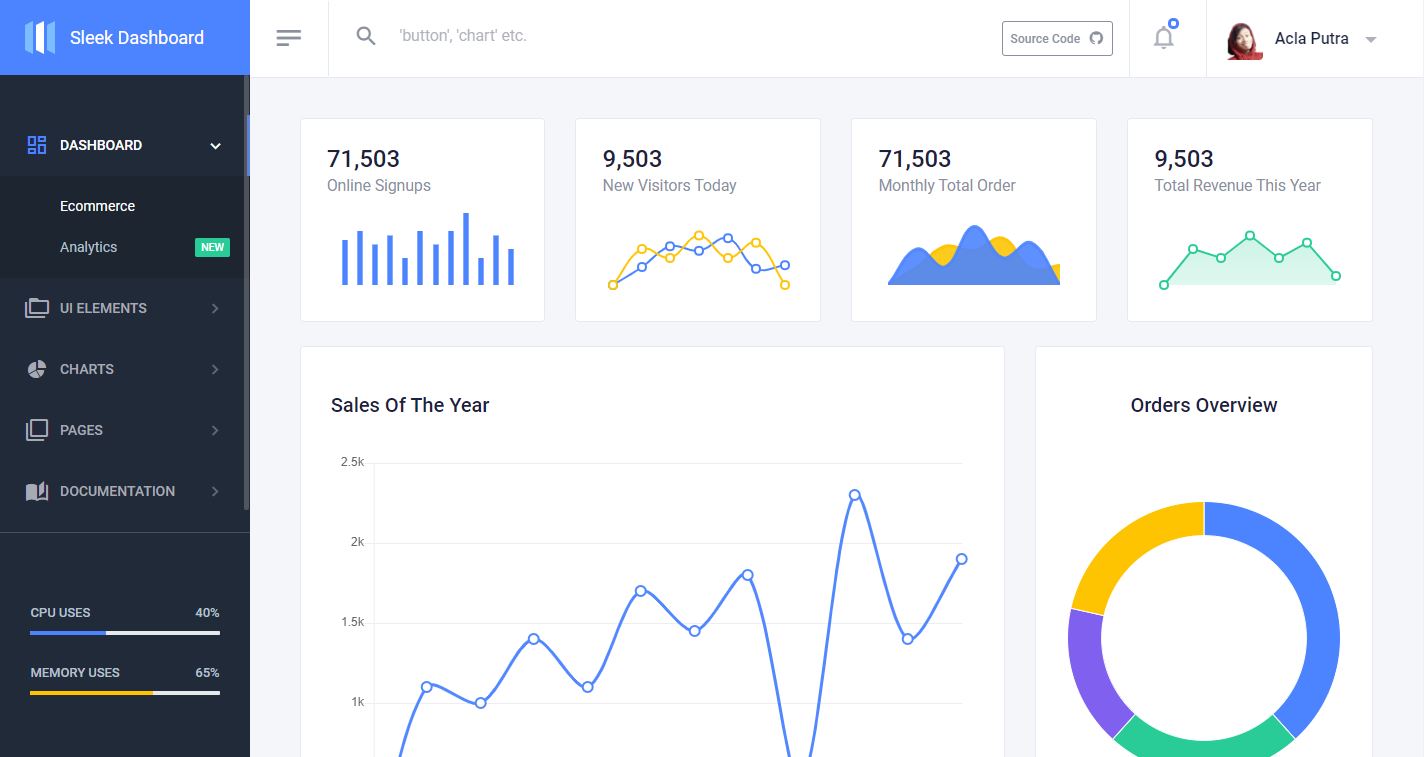 Sleek Dashboard
'button', 'chart' etc.
Source Code
Acla Putra
DASHBOARD
Ecommerce
Analytics
NEW
UI ELEMENTS
CHARTS
PAGES
DOCUMENTATION
CPU USES
40%
MEMORY USES
65%
71,503
Online Signups
9,503
New Visitors Today
71,503
Monthly Total Order
9,503
Total Revenue This Year
Sales Of The Year
2.5k
2k
1.5k
1k
Orders Overview